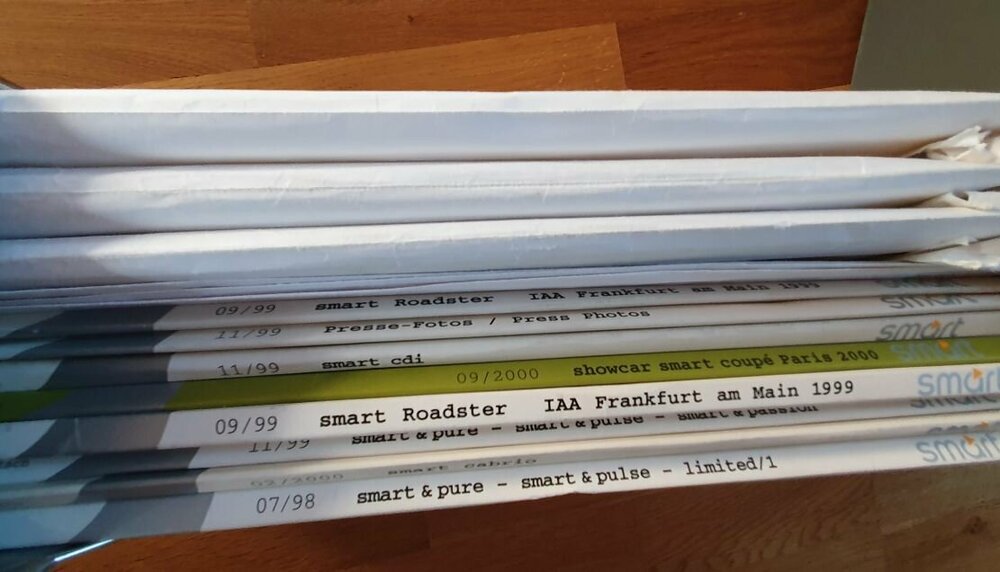 09/99 smart Roadster IAA Frankfurt am Main 1999
smart
11/99 Presse-Fotos / Press Photos
11/99 smart cdi smart
09/2000 showcar smart coupé Paris 2000 smart
09/99 smart Roadster IAA Frankfurt am Main 1999 smart
11/99 smart & pure - smart & pulse - smart & passion smart
02/2000 smart cabrio
07/98 smart & pure - smart & pulse - limited/1 smart